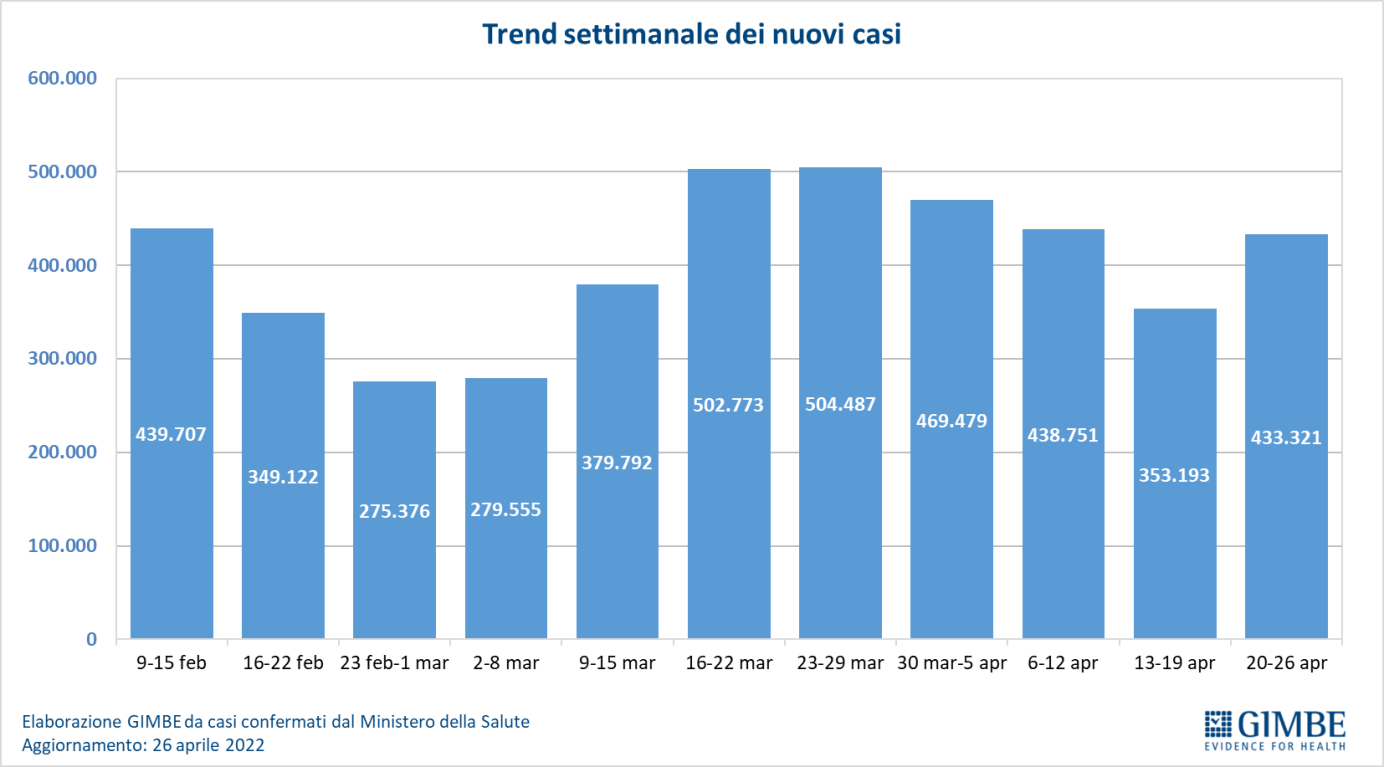 Trend settimanale dei nuovi casi
600.000
500.000
400.000
300.000
200.000
100.000
0
439.707
349.122
275.376
279.555
379.792
502.773
504.487
469.479
438.751
353.193
433.321
9-15 feb
16-22 feb
23 feb-1 mar
2-8 mar
9-15 mar
16-22 mar
23-29 mar
30 mar-5 apr
6-12 apr
13-19 apr
20-26 apr
Elaborazione GIMBE da casi confermati dal Ministero della Salute
Aggiornamento: 26 aprile 2022
GIMBE
EVIDENCE FOR HEALTH